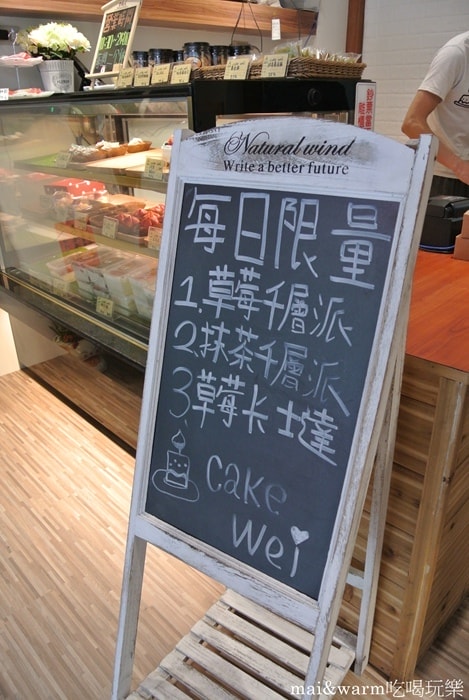 Natural wind
Write a better future
每日限量
1.草莓千層派
2.抹茶千層派
3草莓卡士達
cake
wei
mai&warm吃喝玩樂